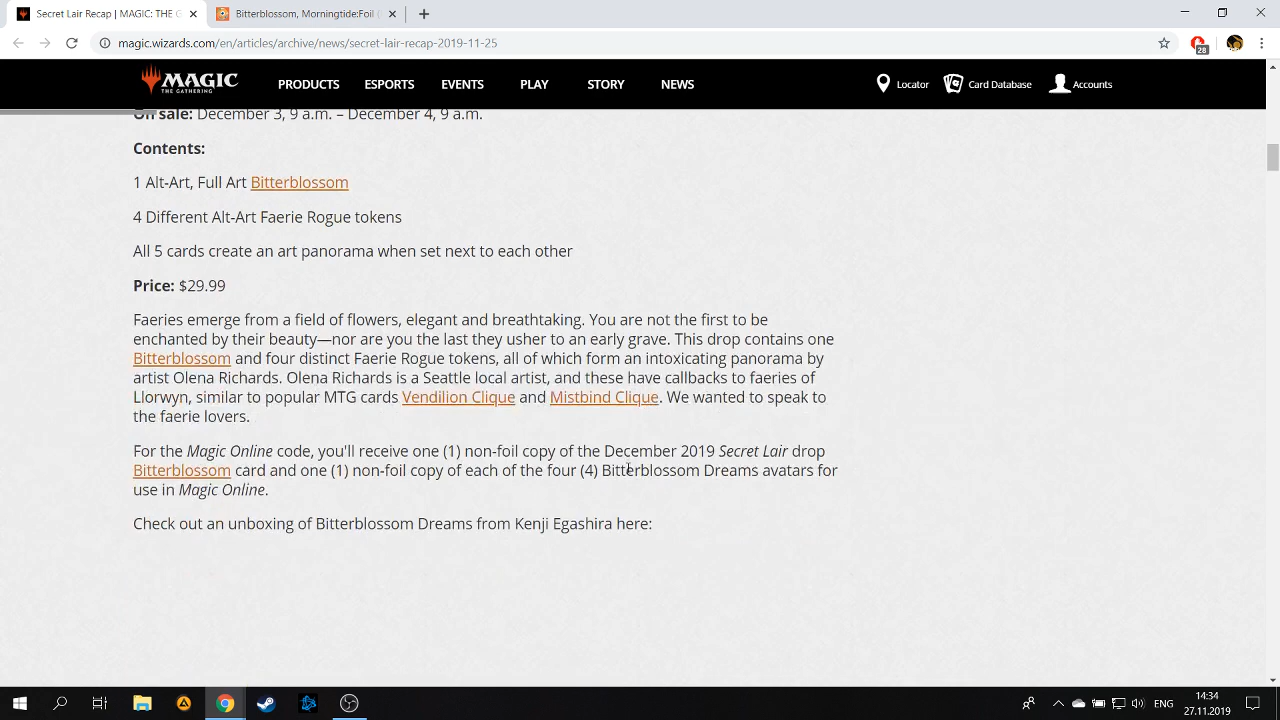 Secret Lair Recap | MAGIC: THE G
Bitterblossom, Morningtide:Foil
magic.wizards.com/en/articles/archive/news/secret-lair-recap-2019-11-25
28
MAGIC
THE GATHERING
PRODUCTS
ESPORTS
EVENTS
PLAY
STORY
NEWS
Locator
Card Database
Accounts
On sale: December 3, 9 a.m. – December 4, 9 a.m.
Contents:
1 Alt-Art, Full Art Bitterblossom
4 Different Alt-Art Faerie Rogue tokens
All 5 cards create an art panorama when set next to each other
Price: $29.99
Faeries emerge from a field of flowers, elegant and breathtaking. You are not the first to be
enchanted by their beauty—nor are you the last they usher to an early grave. This drop contains one
Bitterblossom and four distinct Faerie Rogue tokens, all of which form an intoxicating panorama by
artist Olena Richards. Olena Richards is a Seattle local artist, and these have callbacks to faeries of
Llorwyn, similar to popular MTG cards Vendilion Clique and Mistbind Clique. We wanted to speak to
the faerie lovers.
For the Magic Online code, you'll receive one (1) non-foil copy of the December 2019 Secret Lair drop
Bitterblossom card and one (1) non-foil copy of each of the four (4) Bitterblossom Dreams avatars for
use in Magic Online.
Check out an unboxing of Bitterblossom Dreams from Kenji Egashira here:
ENG
14:34
27.11.2019